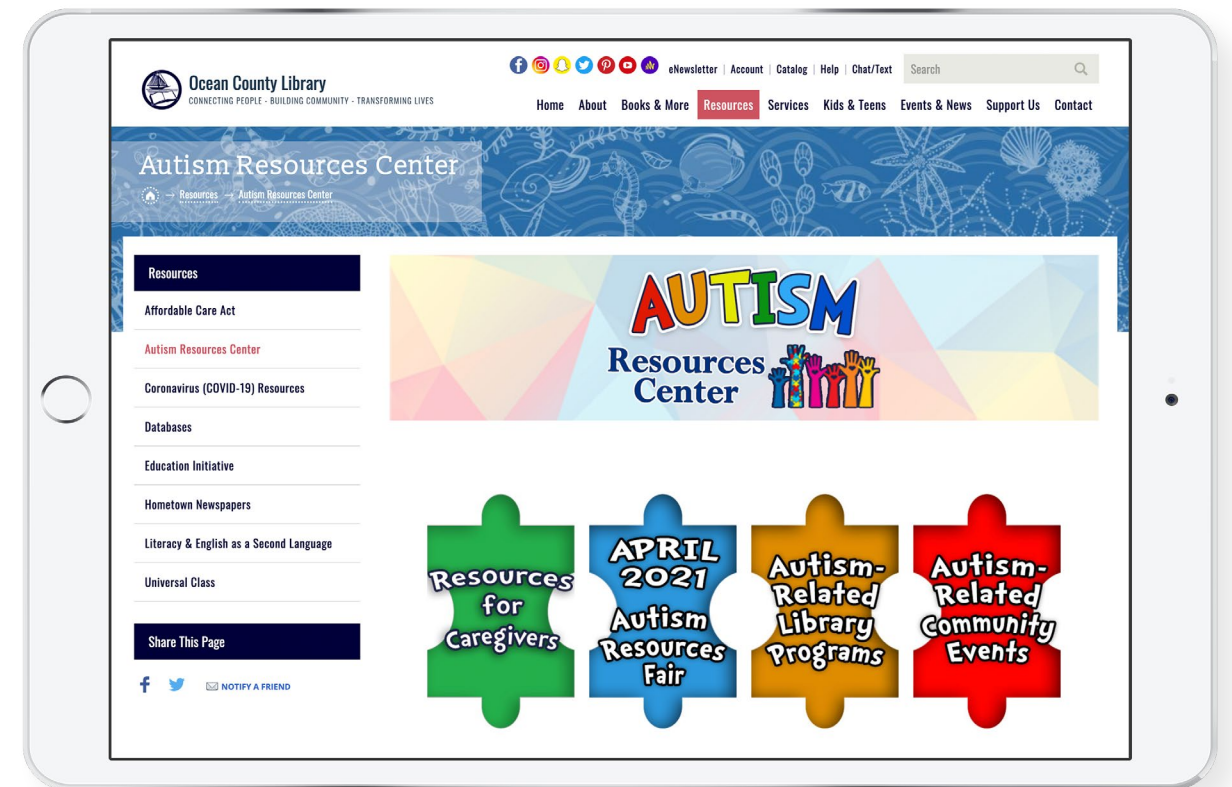 Ocean County Library
CONNECTING PEOPLE - BUILDING COMMUNITY - TRANSFORMING LIVES
eNewsletter | Account | Catalog | Help | Chat/Text
Search
Home About Books & More Resources Services Kids & Teens Events & News Support Us Contact
Autism Resources Center
→ Resources → Autism Resources Center
Resources
Affordable Care Act
Autism Resources Center
Coronavirus (COVID-19) Resources
Databases
Education Initiative
Hometown Newspapers
Literacy & English as a Second Language
Universal Class
Share This Page
NOTIFY A FRIEND
AUTISM
Resources
Center
Resources
for
Caregivers
APRIL
2021
Autism
Resources
Fair
Autism-
Related
Library
Programs
Autism-
Related
Community
Events